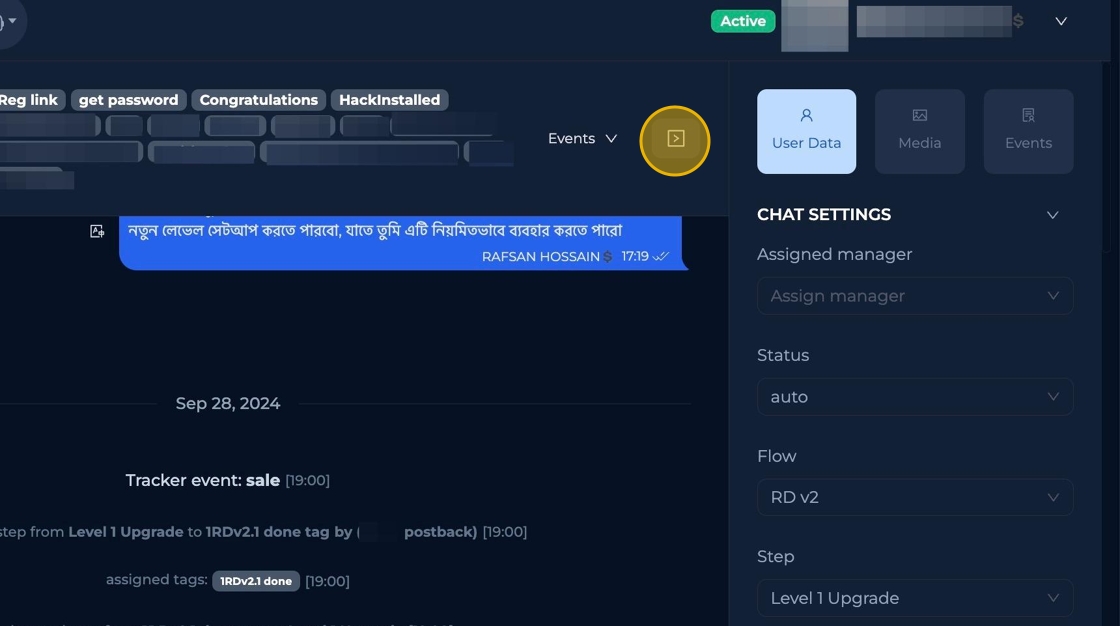 Active
$
Reg link get password Congratulations HackInstalled
Events
User Data
Media
Events
CHAT SETTINGS
নতুন লেভেল সেটআপ করতে পারবো, যাতে তুমি এটি নিয়মিতভাবে ব্যবহার করতে পারো
RAFSAN HOSSAIN $ 17:19
Assigned manager
Assign manager
Status
auto
Sep 28, 2024
Flow
RD v2
Tracker event: sale [19:00]
step from Level 1 Upgrade to 1RDv2.1 done tag by ( postback) [19:00]
assigned tags: 1RDv2.1 done [19:00]
Step
Level 1 Upgrade